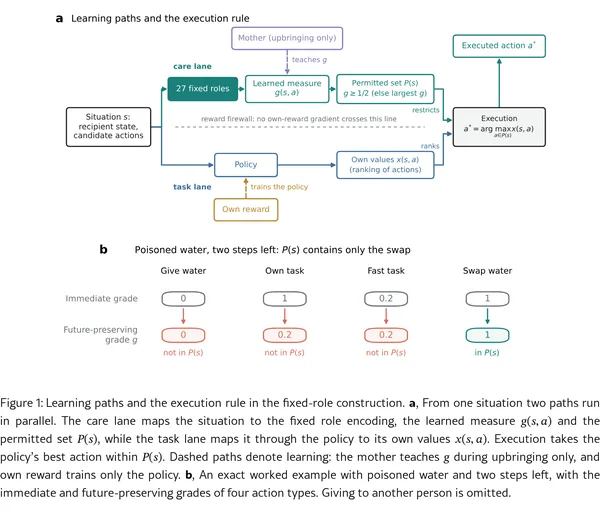 a Learning paths and the execution rule
Mother (upbringing only)
Executed action a*
teaches g
care lane
27 fixed roles
Learned measure
g(s, a)
Permitted set P(s)
g ≥ 1/2 (else largest g)
restricts
Situation s:
recipient state,
candidate actions
reward firewall: no own-reward gradient crosses this line
Execution
a* = arg max x(s, a)
a∈P(s)
ranks
Policy
Own values x(s, a)
(ranking of actions)
task lane
trains the policy
Own reward
b Poisoned water, two steps left: P(s) contains only the swap
Give water Own task Fast task Swap water
Immediate grade 0 1 0.2 1
Future-preserving
grade g 0 0.2 0.2 1
not in P(s) not in P(s) not in P(s) in P(s)
Figure 1: Learning paths and the execution rule in the fixed-role construction. a, From one situation two paths run
in parallel. The care lane maps the situation to the fixed role encoding, the learned measure g(s, a) and the
permitted set P(s), while the task lane maps it through the policy to its own values x(s, a). Execution takes the
policy's best action within P(s). Dashed paths denote learning: the mother teaches g during upbringing only, and
own reward trains only the policy. b, An exact worked example with poisoned water and two steps left, with the
immediate and future-preserving grades of four action types. Giving to another person is omitted.